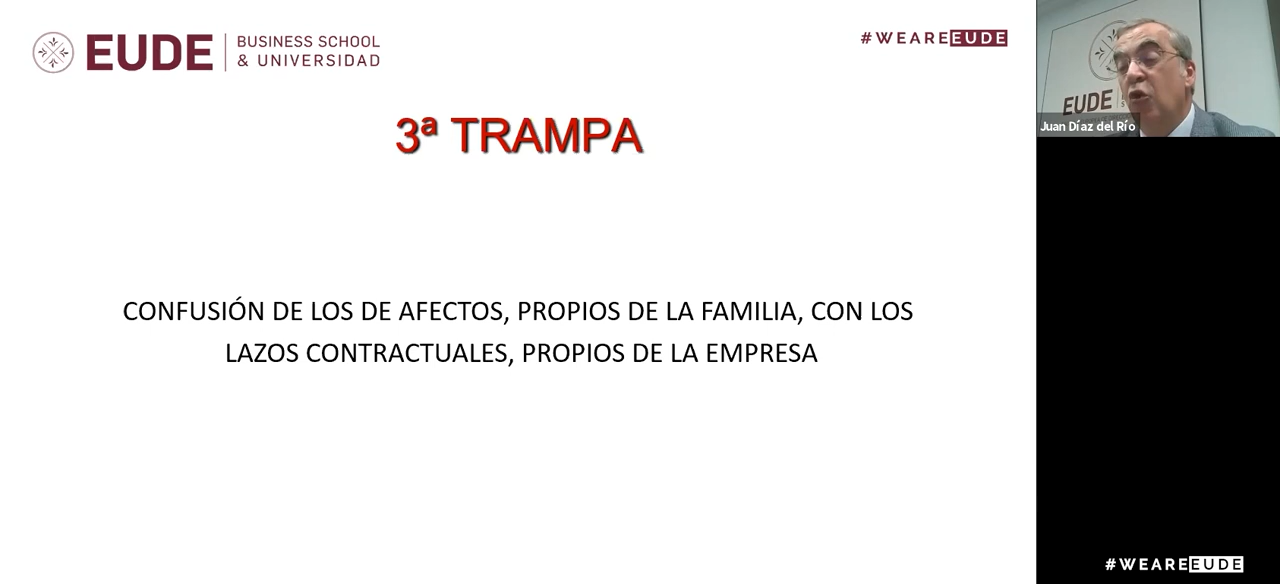 EUDE
BUSINESS SCHOOL
& UNIVERSIDAD
#WEAREEUDE
3ª TRAMPA
CONFUSIÓN DE LOS DE AFECTOS, PROPIOS DE LA FAMILIA, CON LOS
LAZOS CONTRACTUALES, PROPIOS DE LA EMPRESA
EUDE
Juan Díaz del Río
#WEAREEUDE